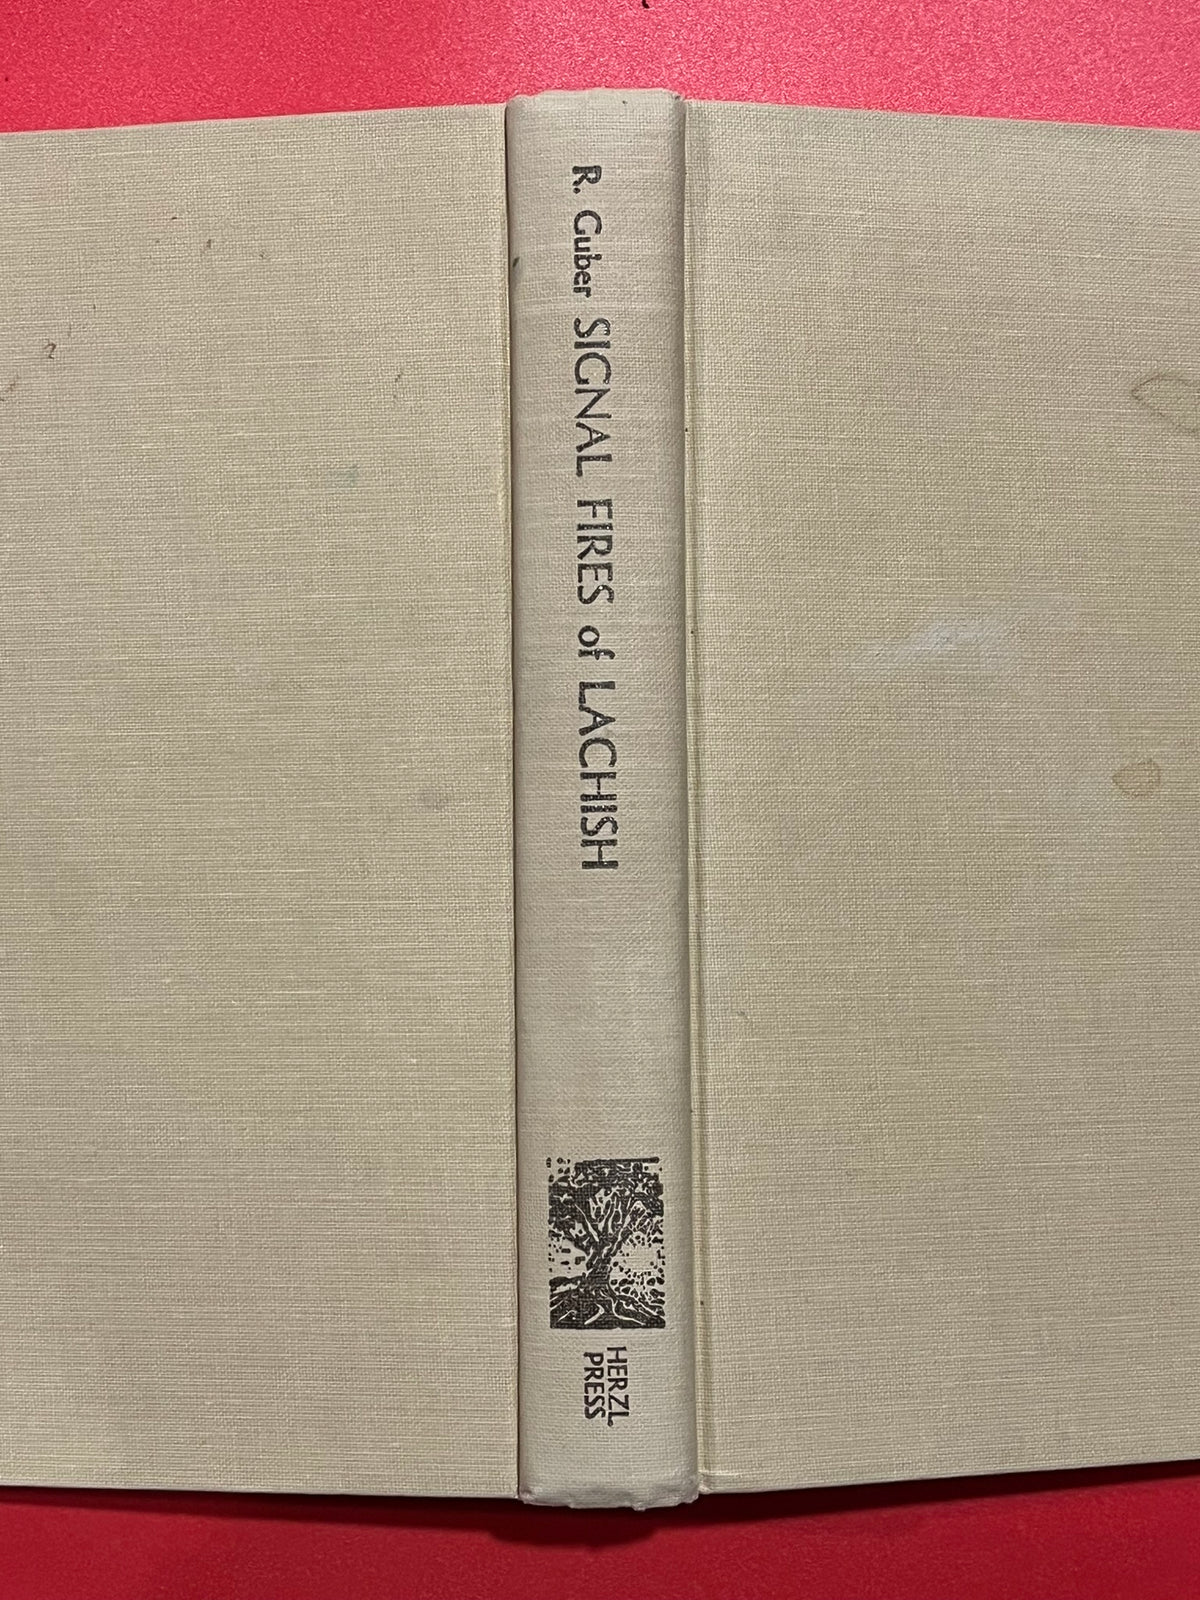 R. Guber SIGNAL FIRES of LACHISH
HERZL
PRESS